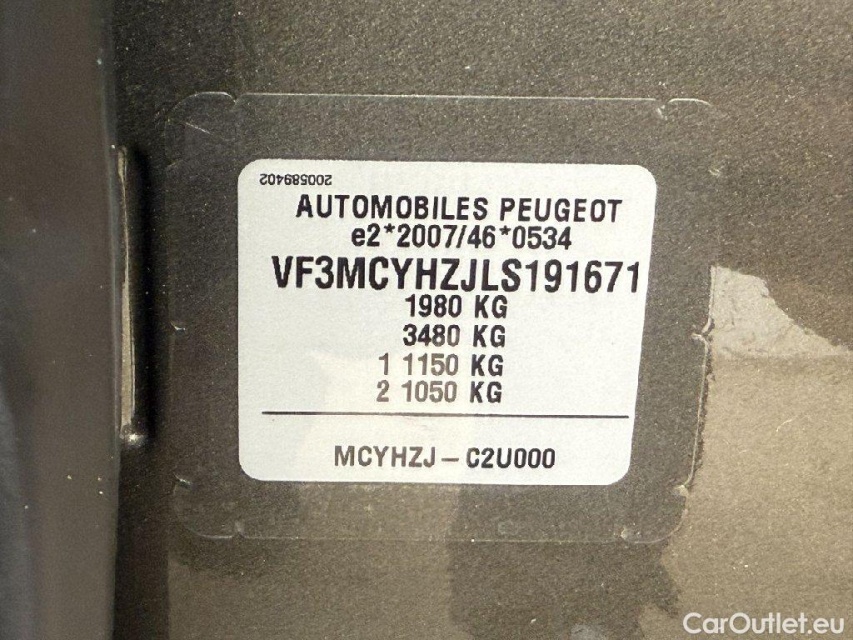 200589402
AUTOMOBILES PEUGEOT
e2*2007/46*0534
VF3MCYHZJLS191671
1980 KG
3480 KG
1 1150 KG
2 1050 KG
MCYHZJ – C2U000
CarOutlet.eu